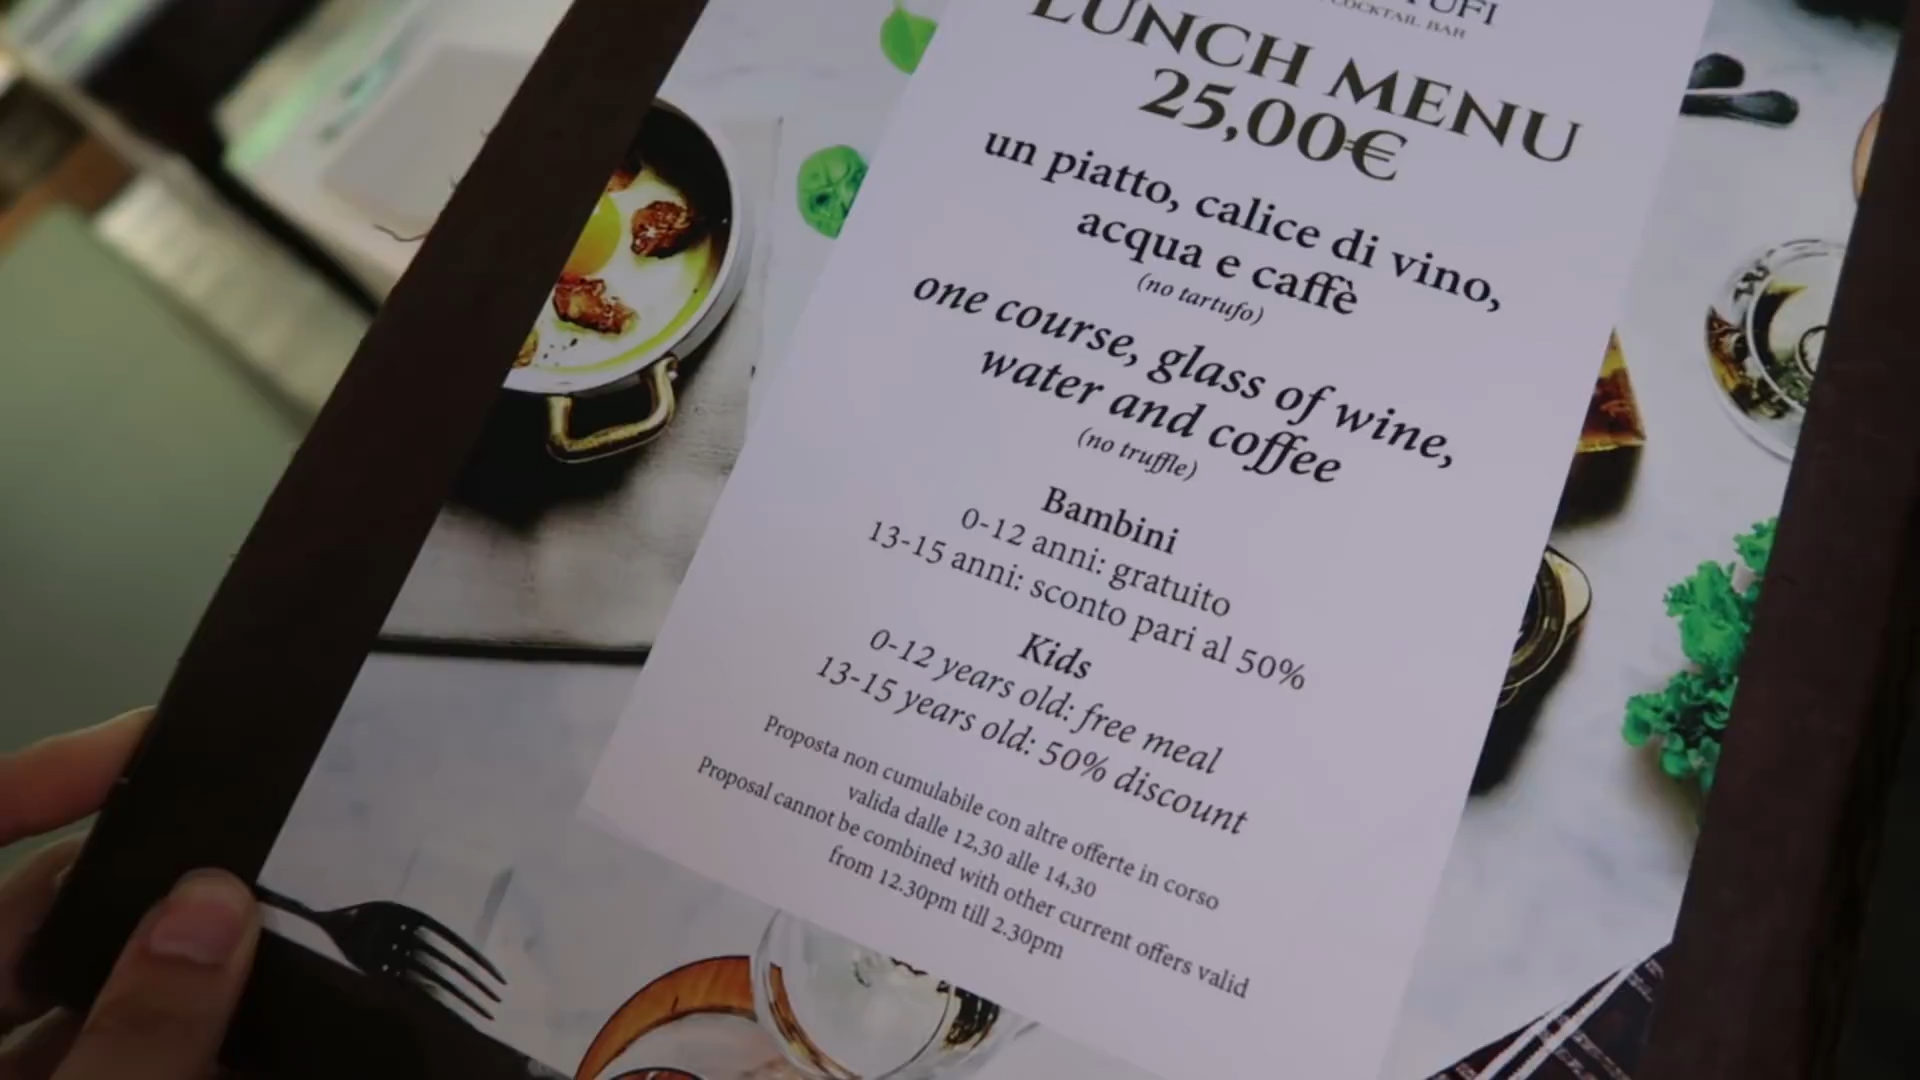 COCKTAIL BAR
LUNCH MENU
25,00€
un piatto, calice di vino,
acqua e caffè
(no tartufo)
one course, glass of wine,
water and coffee
(no truffle)
Bambini
0-12 anni: gratuito
13-15 anni: sconto pari al 50%
Kids
0-12 years old: free meal
13-15 years old: 50% discount
Proposta non cumulabile con altre offerte in corso
valida dalle 12,30 alle 14,30
Proposal cannot be combined with other current offers valid
from 12.30pm till 2.30pm